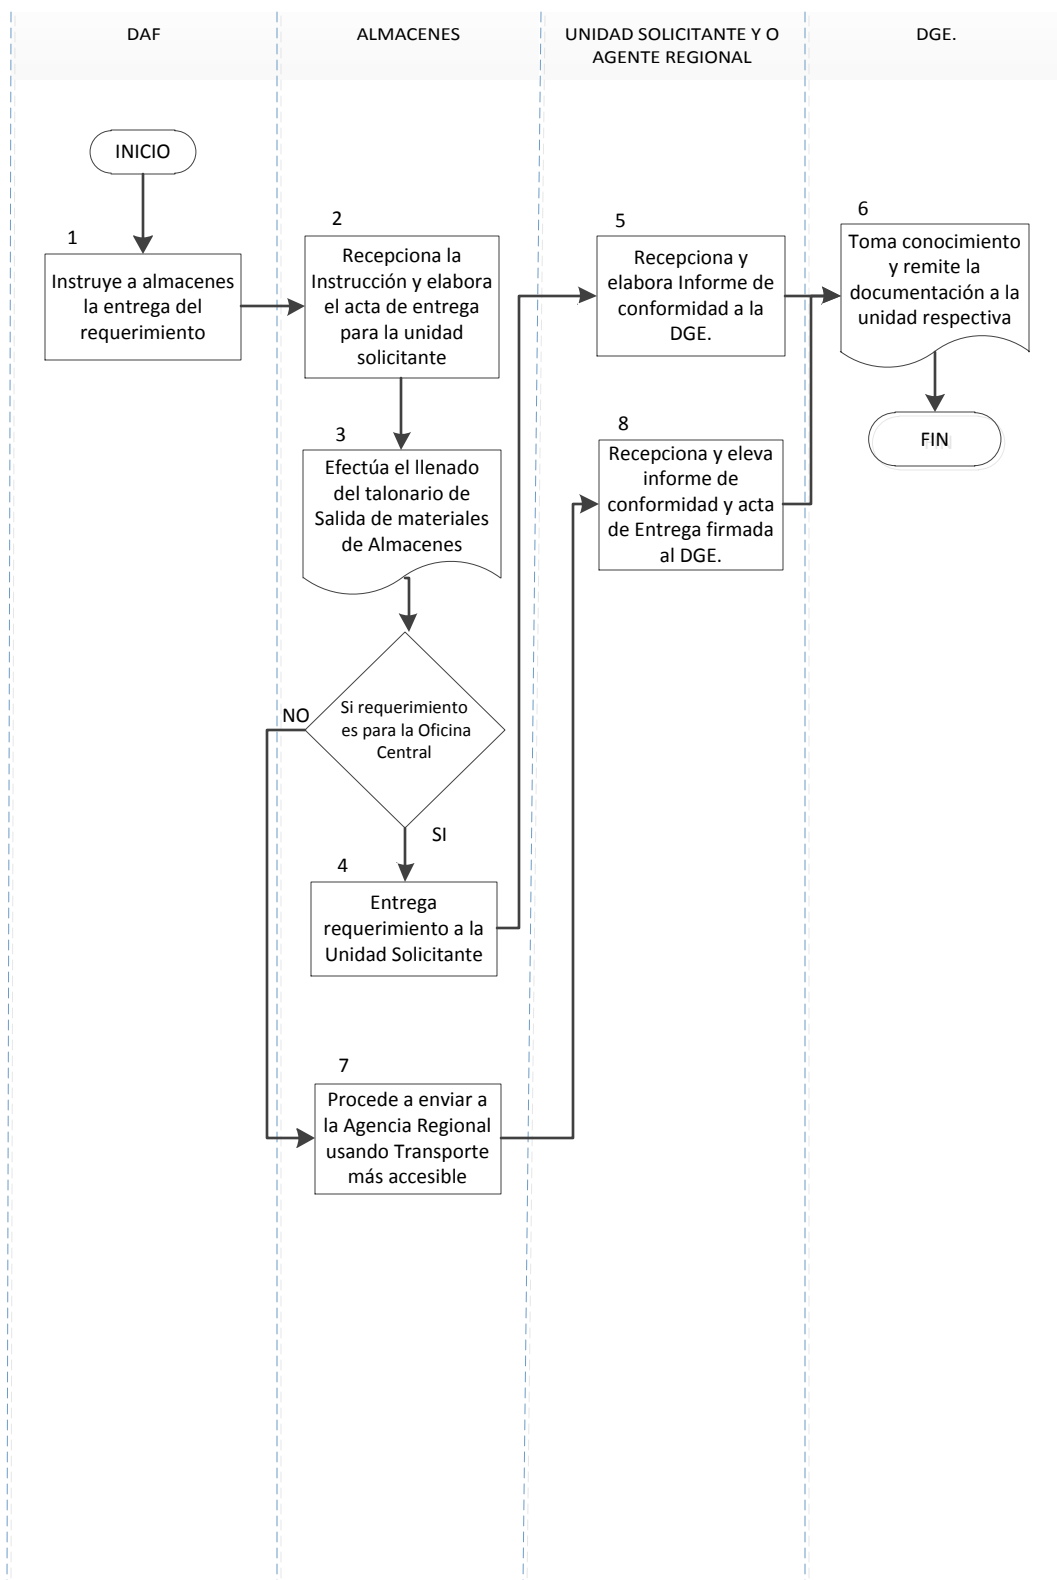 DAF
ALMACENES
UNIDAD SOLICITANTE Y O
AGENTE REGIONAL
DGE.
INICIO
1
Instruye a almacenes
la entrega del
requerimiento
2
Recepciona la
Instrucción y elabora
el acta de entrega
para la unidad
solicitante
3
Efectúa el llenado
del talonario de
Salida de materiales
de Almacenes
Si requerimiento
es para la Oficina
Central
NO
SI
4
Entrega
requerimiento a la
Unidad Solicitante
5
Recepciona y
elabora Informe de
conformidad a la
DGE.
6
Toma conocimiento
y remite la
documentación a la
unidad respectiva
FIN
7
Procede a enviar a
la Agencia Regional
usando Transporte
más accesible
8
Recepciona y eleva
informe de
conformidad y acta
de Entrega firmada
al DGE.